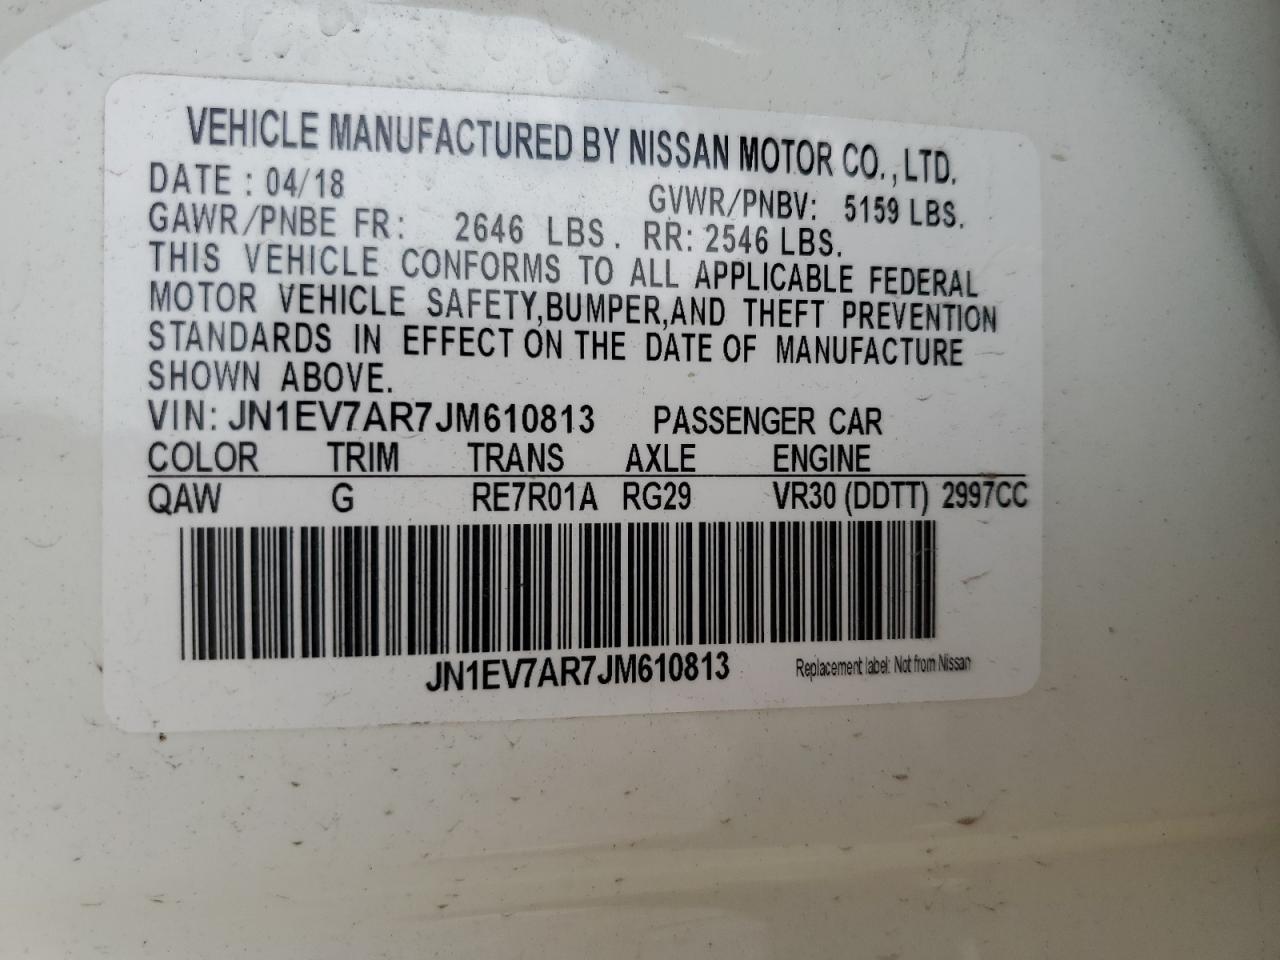 VEHICLE MANUFACTURED BY NISSAN MOTOR CO., LTD.
DATE : 04/18 GVWR/PNBV: 5159 LBS.
GAWR/PNBE FR: 2646 LBS. RR: 2546 LBS.
THIS VEHICLE CONFORMS TO ALL APPLICABLE FEDERAL
MOTOR VEHICLE SAFETY,BUMPER,AND THEFT PREVENTION
STANDARDS IN EFFECT ON THE DATE OF MANUFACTURE
SHOWN ABOVE.
VIN: JN1EV7AR7JM610813 PASSENGER CAR
COLOR TRIM TRANS AXLE ENGINE
QAW G RE7R01A RG29 VR30 (DDTT) 2997CC
JN1EV7AR7JM610813 Replacement label: Not from Nissan